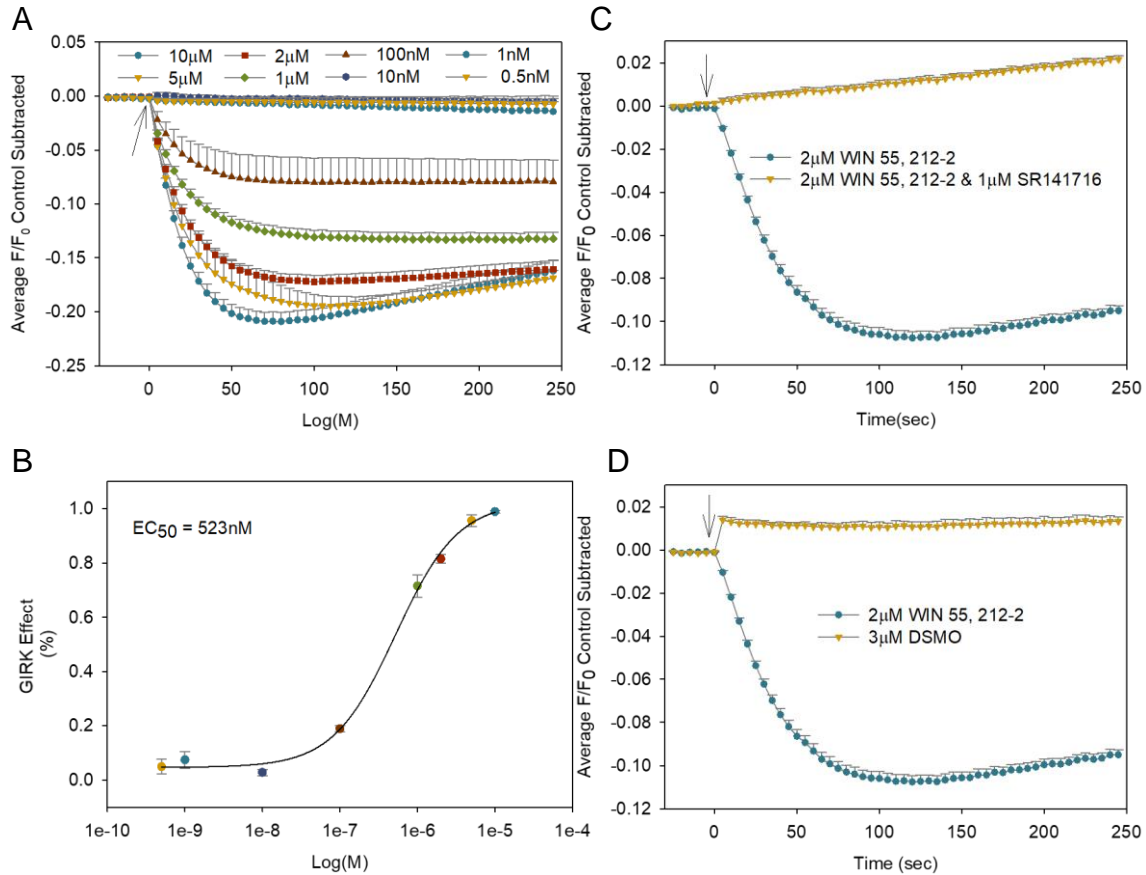 A
0.05
0.00
-0.05
-0.10
-0.15
-0.20
-0.25
Average F/F0 Control Subtracted
10μM 2μM 100nM 1nM
5μM 1μM 10nM 0.5nM
0 50 100 150 200 250
Log(M)
C
0.02
0.00
-0.02
-0.04
-0.06
-0.08
-0.10
-0.12
Average F/F0 Control Subtracted
2μM WIN 55, 212-2
2μM WIN 55, 212-2 & 1μM SR141716
0 50 100 150 200 250
Time(sec)
B
EC50 = 523nM
1.0
0.8
0.6
0.4
0.2
0.0
GIRK Effect
(%)
1e-10 1e-9 1e-8 1e-7 1e-6 1e-5 1e-4
Log(M)
D
0.02
0.00
-0.02
-0.04
-0.06
-0.08
-0.10
-0.12
Average F/F0 Control Subtracted
2μM WIN 55, 212-2
3μM DSMO
0 50 100 150 200 250
Time (sec)